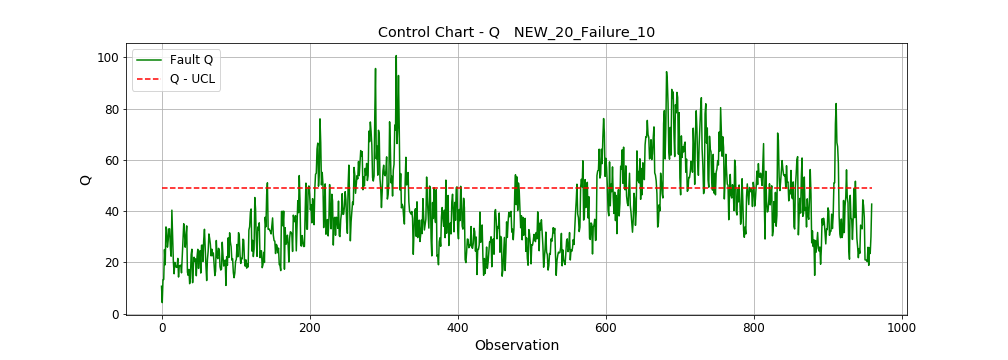 Control Chart - Q   NEW_20_Failure_10
Fault Q
Q - UCL
Q
100
80
60
40
20
0
0 200 400 600 800 1000
Observation